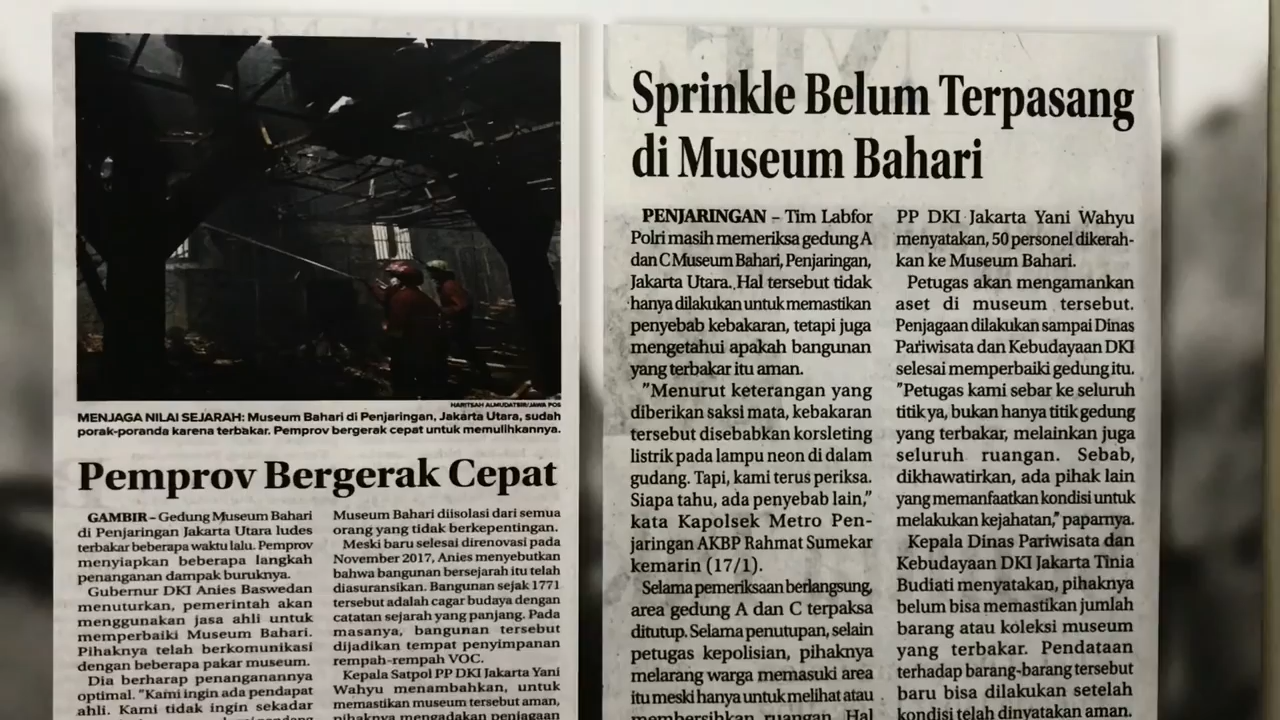 HARITSAH ALMUDATSIR/JAWA POS
MENJAGA NILAI SEJARAH: Museum Bahari di Penjaringan, Jakarta Utara, sudah
porak-poranda karena terbakar. Pemprov bergerak cepat untuk memulihkannya.
Pemprov Bergerak Cepat
GAMBIR – Gedung Museum Bahari
di Penjaringan Jakarta Utara ludes
terbakar beberapa waktu lalu. Pemprov
menyiapkan beberapa langkah
penanganan dampak buruknya.
Gubernur DKI Anies Baswedan
menuturkan, pemerintah akan
menggunakan jasa ahli untuk
memperbaiki Museum Bahari.
Pihaknya telah berkomunikasi
dengan beberapa pakar museum.
Dia berharap penanganannya
optimal. "Kami ingin ada pendapat
ahli. Kami tidak ingin sekadar
Museum Bahari diisolasi dari semua
orang yang tidak berkepentingan.
Meski baru selesai direnovasi pada
November 2017, Anies menyebutkan
bahwa bangunan bersejarah itu telah
diasuransikan. Bangunan sejak 1771
tersebut adalah cagar budaya dengan
catatan sejarah yang panjang. Pada
masanya, bangunan tersebut
dijadikan tempat penyimpanan
rempah-rempah VOC.
Kepala Satpol PP DKI Jakarta Yani
Wahyu menambahkan, untuk
memastikan museum tersebut aman,
pihaknya mengadakan penjagaan
Sprinkle Belum Terpasang
di Museum Bahari
PENJARINGAN – Tim Labfor
Polri masih memeriksa gedung A
dan C Museum Bahari, Penjaringan,
Jakarta Utara. Hal tersebut tidak
hanya dilakukan untuk memastikan
penyebab kebakaran, tetapi juga
mengetahui apakah bangunan
yang terbakar itu aman.
"Menurut keterangan yang
diberikan saksi mata, kebakaran
tersebut disebabkan korsleting
listrik pada lampu neon di dalam
gudang. Tapi, kami terus periksa.
Siapa tahu, ada penyebab lain,"
kata Kapolsek Metro Pen-
jaringan AKBP Rahmat Sumekar
kemarin (17/1).
Selama pemeriksaan berlangsung,
area gedung A dan C terpaksa
ditutup. Selama penutupan, selain
petugas kepolisian, pihaknya
melarang warga memasuki area
itu meski hanya untuk melihat atau
membersihkan ruangan. Hal
PP DKI Jakarta Yani Wahyu
menyatakan, 50 personel dikerah-
kan ke Museum Bahari.
Petugas akan mengamankan
aset di museum tersebut.
Penjagaan dilakukan sampai Dinas
Pariwisata dan Kebudayaan DKI
selesai memperbaiki gedung itu.
"Petugas kami sebar ke seluruh
titik ya, bukan hanya titik gedung
yang terbakar, melainkan juga
seluruh ruangan. Sebab,
dikhawatirkan, ada pihak lain
yang memanfaatkan kondisi untuk
melakukan kejahatan," paparnya.
Kepala Dinas Pariwisata dan
Kebudayaan DKI Jakarta Tinia
Budiati menyatakan, pihaknya
belum bisa memastikan jumlah
barang atau koleksi museum
yang terbakar. Pendataan
terhadap barang-barang tersebut
baru bisa dilakukan setelah
kondisi telah dinyatakan aman.